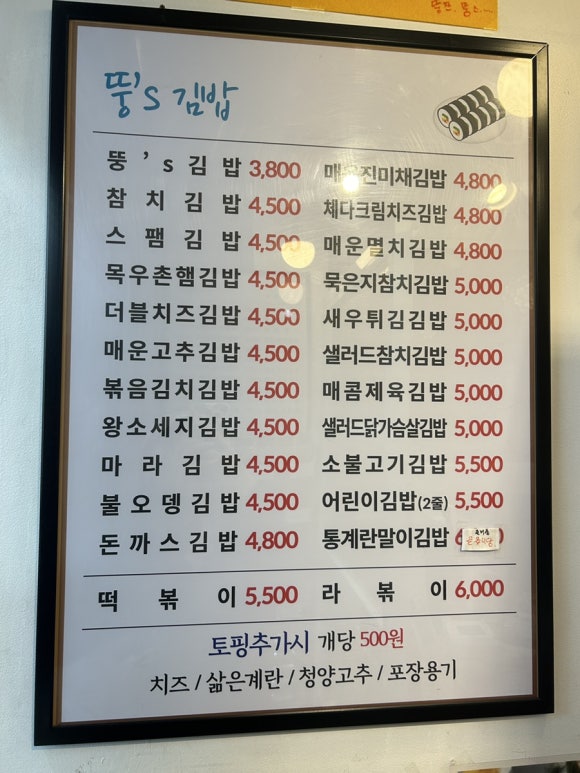 뚱's 김밥
뚱's김밥 3,800
참치김밥 4,500
스팸김밥 4,500
목우촌햄김밥 4,500
더블치즈김밥 4,500
매운고추김밥 4,500
볶음김치김밥 4,500
왕소세지김밥 4,500
마라김밥 4,500
불오뎅김밥 4,500
돈까스김밥 4,800
매운진미채김밥 4,800
체다크림치즈김밥 4,800
매운멸치김밥 4,800
묵은지참치김밥 5,000
새우튀김김밥 5,000
샐러드참치김밥 5,000
매콤제육김밥 5,000
샐러드닭가슴살김밥 5,000
소불고기김밥 5,500
어린이김밥(2줄) 5,500
통계란말이김밥
떡볶이 5,500
라볶이 6,000
토핑추가시 개당 500원
치즈 / 삶은계란 / 청양고추 / 포장용기